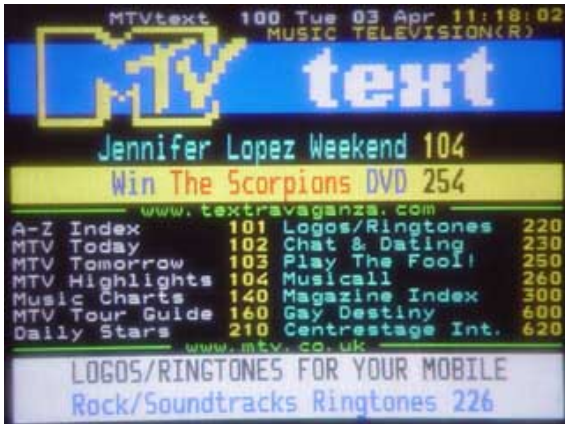 MTVtext 100 Tue 03 Apr 11:18:02
MUSIC TELEVISION(R)
MTV text
Jennifer Lopez Weekend 104
Win The Scorpions DVD 254
www.textravaganza.com
A-Z Index 101 Logos/Ringtones 220
MTV Today 102 Chat & Dating 230
MTV Tomorrow 103 Play The Fool! 250
MTV Highlights 104 Musicall 260
Music Charts 140 Magazine Index 300
MTV Tour Guide 160 Gay Destiny 600
Daily Stars 210 Centrestage Int. 620
www.mtv.co.uk
LOGOS/RINGTONES FOR YOUR MOBILE
Rock/Soundtracks Ringtones 226